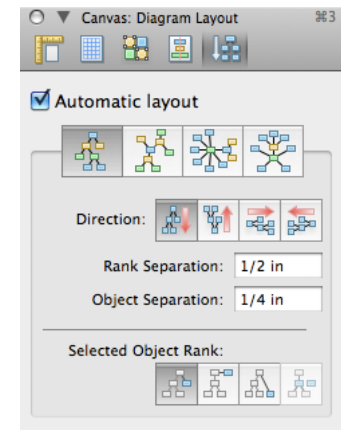 Canvas: Diagram Layout ⌘3
Automatic layout
Direction:
Rank Separation: 1/2 in
Object Separation: 1/4 in
Selected Object Rank: